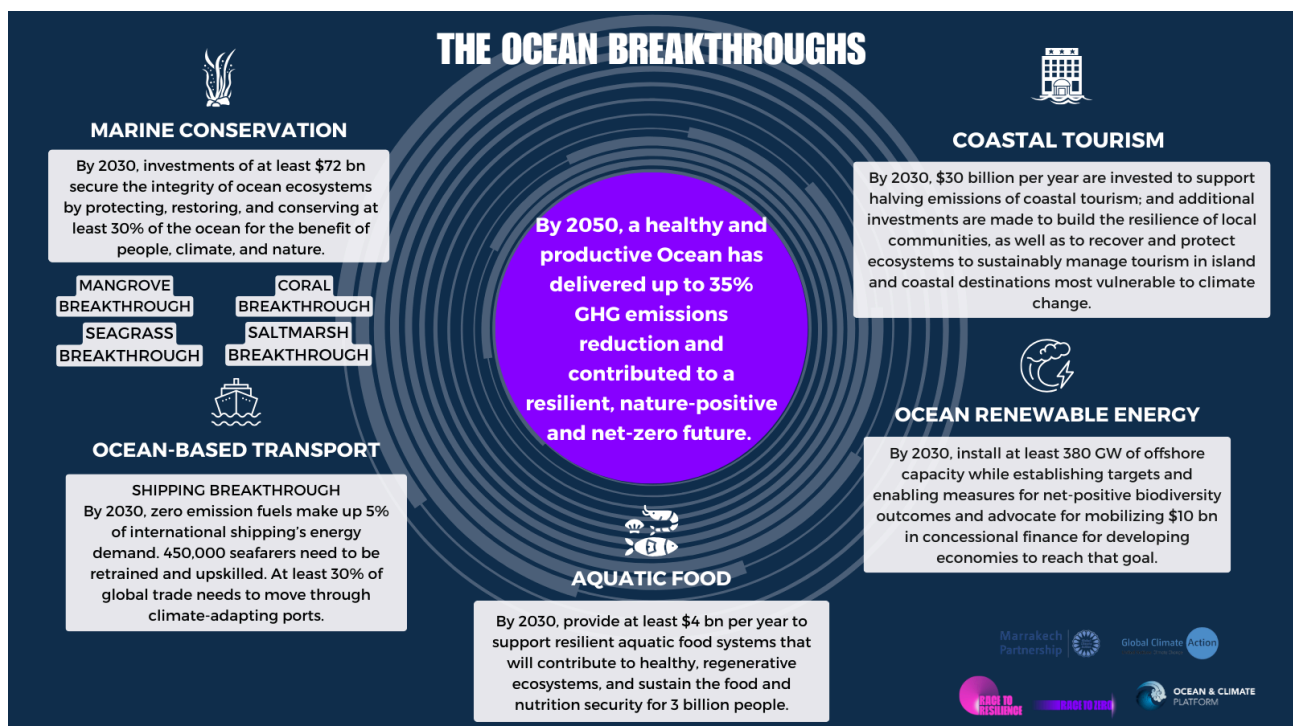 THE OCEAN BREAKTHROUGHS
MARINE CONSERVATION
By 2030, investments of at least $72 bn
secure the integrity of ocean ecosystems
by protecting, restoring, and conserving at
least 30% of the ocean for the benefit of
people, climate, and nature.
MANGROVE
BREAKTHROUGH
CORAL
BREAKTHROUGH
SEAGRASS
BREAKTHROUGH
SALTMARSH
BREAKTHROUGH
OCEAN-BASED TRANSPORT
SHIPPING BREAKTHROUGH
By 2030, zero emission fuels make up 5%
of international shipping's energy
demand. 450,000 seafarers need to be
retrained and upskilled. At least 30% of
global trade needs to move through
climate-adapting ports.
By 2050, a healthy and
productive Ocean has
delivered up to 35%
GHG emissions
reduction and
contributed to a
resilient, nature-positive
and net-zero future.
AQUATIC FOOD
By 2030, provide at least $4 bn per year to
support resilient aquatic food systems that
will contribute to healthy, regenerative
ecosystems, and sustain the food and
nutrition security for 3 billion people.
COASTAL TOURISM
By 2030, $30 billion per year are invested to support
halving emissions of coastal tourism; and additional
investments are made to build the resilience of local
communities, as well as to recover and protect
ecosystems to sustainably manage tourism in island
and coastal destinations most vulnerable to climate
change.
OCEAN RENEWABLE ENERGY
By 2030, install at least 380 GW of offshore
capacity while establishing targets and
enabling measures for net-positive biodiversity
outcomes and advocate for mobilizing $10 bn
in concessional finance for developing
economies to reach that goal.
Marrakech
Partnership
Global Climate Action
RACE TO
RESILIENCE
RACE TO ZERO
OCEAN & CLIMATE
PLATFORM